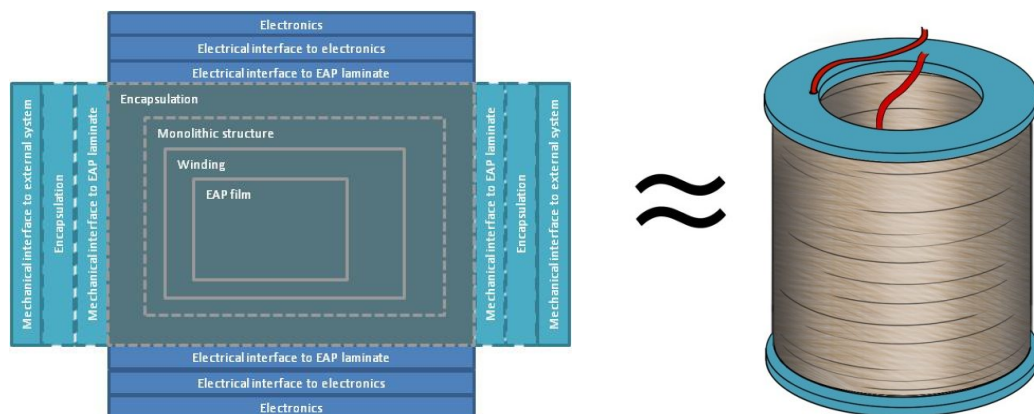 Electronics
Electrical interface to electronics
Electrical interface to EAP laminate
Mechanical interface to external system
Encapsulation
Mechanical interface to EAP laminate
Encapsulation
Monolithic structure
Winding
EAP film
Mechanical interface to EAP laminate
Encapsulation
Mechanical interface to external system
Electrical interface to EAP laminate
Electrical interface to electronics
Electronics
≈